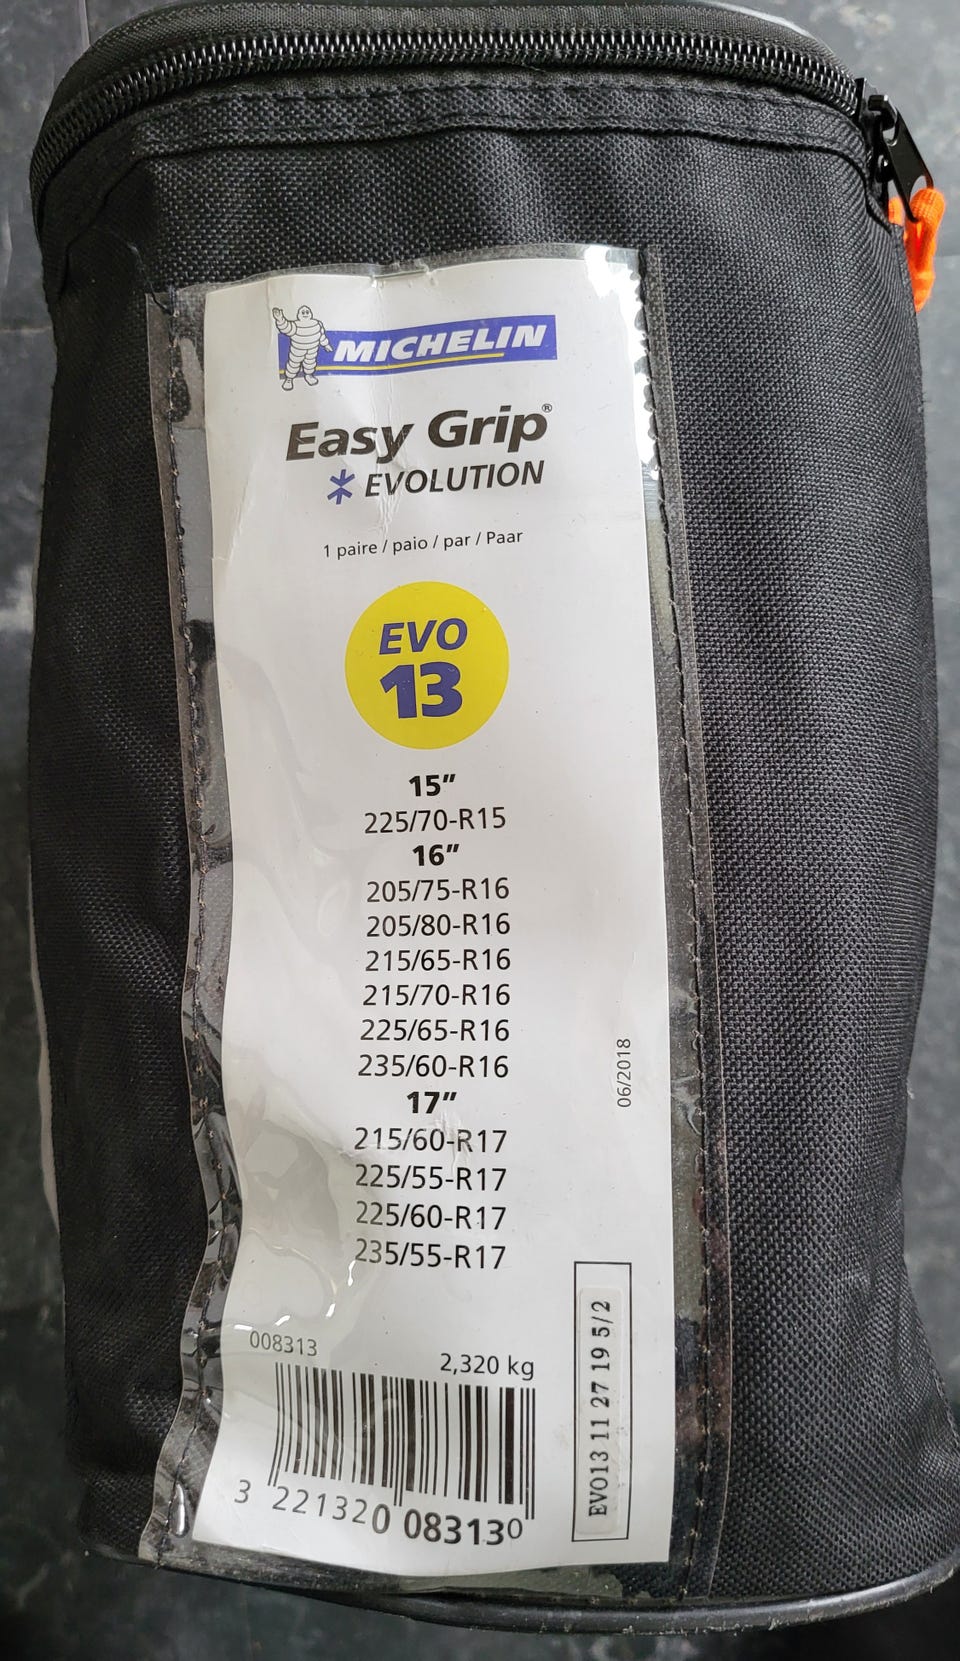 MICHELIN
Easy Grip®
EVOLUTION
1 paire / paio / par / Paar
EVO
13
15”
225/70-R15
16”
205/75-R16
205/80-R16
215/65-R16
215/70-R16
225/65-R16
235/60-R16
17”
215/60-R17
225/55-R17
225/60-R17
235/55-R17
06/2018
008313
2,320 kg
3 221320 083130
EVO13 11 27 19 5/2